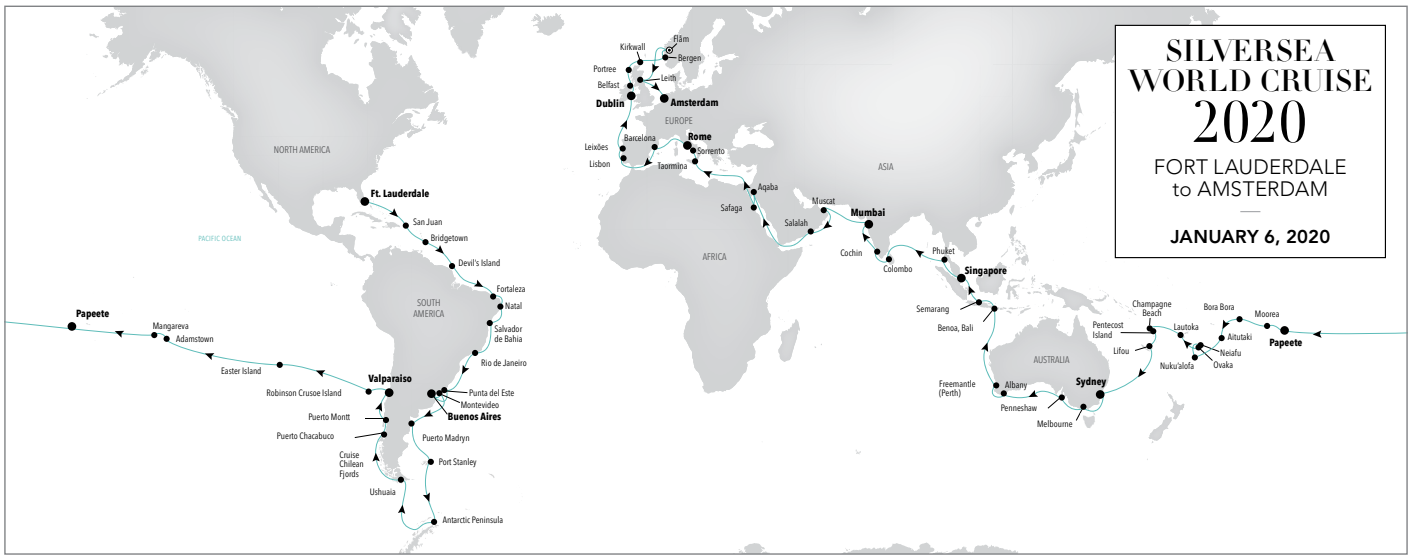 SILVERSEA
WORLD CRUISE
2020
FORT LAUDERDALE
to AMSTERDAM
JANUARY 6, 2020
NORTH AMERICA
PACIFIC OCEAN
Ft. Lauderdale
San Juan
Bridgetown
Devil's Island
Fortaleza
Natal
SOUTH
AMERICA
Salvador
de Bahia
Rio de Janeiro
Punta del Este
Montevideo
Buenos Aires
Puerto Madryn
Port Stanley
Antarctic Peninsula
Ushuaia
Cruise
Chilean
Fjords
Puerto Chacabuco
Puerto Montt
Valparaiso
Robinson Crusoe Island
Easter Island
Adamstown
Mangareva
Papeete
Papeete
Moorea
Bora Bora
Aitutaki
Neiafu
Ovaka
Nuku'alofa
Lautoka
Champagne
Beach
Pentecost
Island
Lifou
Sydney
AUSTRALIA
Melbourne
Penneshaw
Albany
Freemantle
(Perth)
Benoa, Bali
Semarang
Singapore
Phuket
Colombo
Cochin
Mumbai
ASIA
Muscat
Salalah
Safaga
Aqaba
AFRICA
Taormina
Sorrento
Rome
EUROPE
Barcelona
Lisbon
Leixões
Dublin
Belfast
Portree
Kirkwall
Flåm
Bergen
Leith
Amsterdam